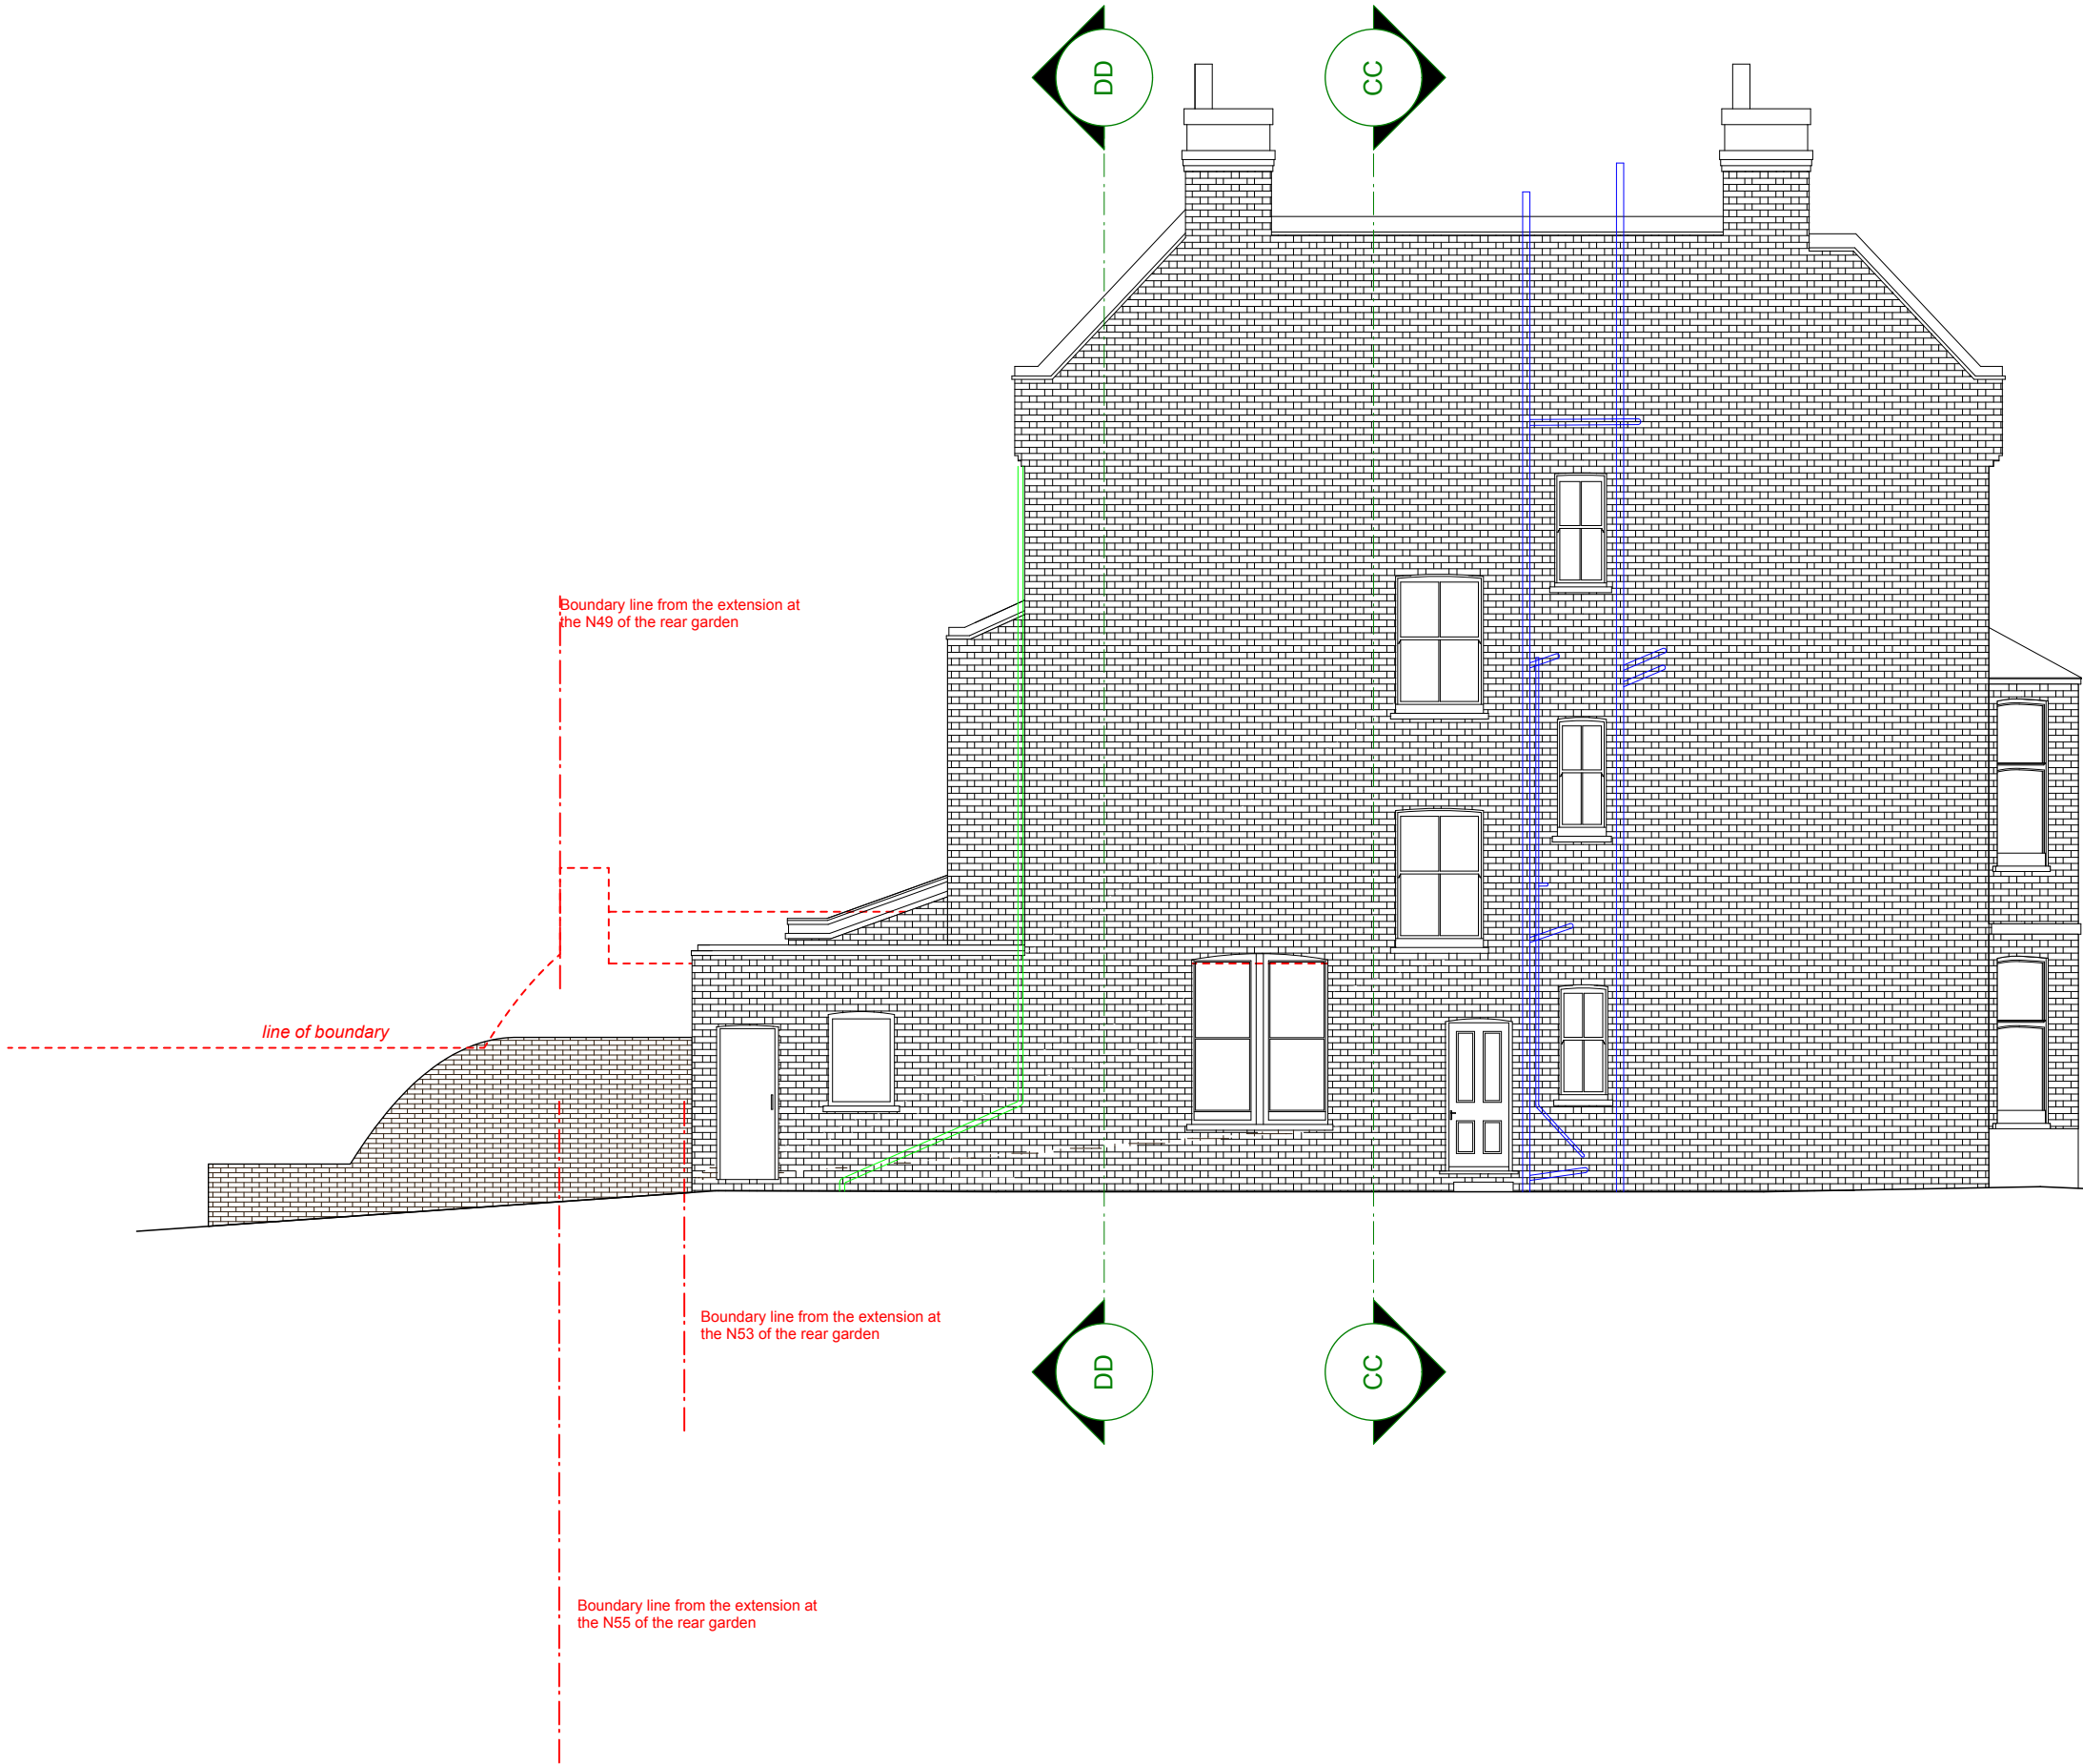 DD
CC
Boundary line from the extension at
the N49 of the rear garden
line of boundary
Boundary line from the extension at
the N53 of the rear garden
DD
CC
Boundary line from the extension at
the N55 of the rear garden